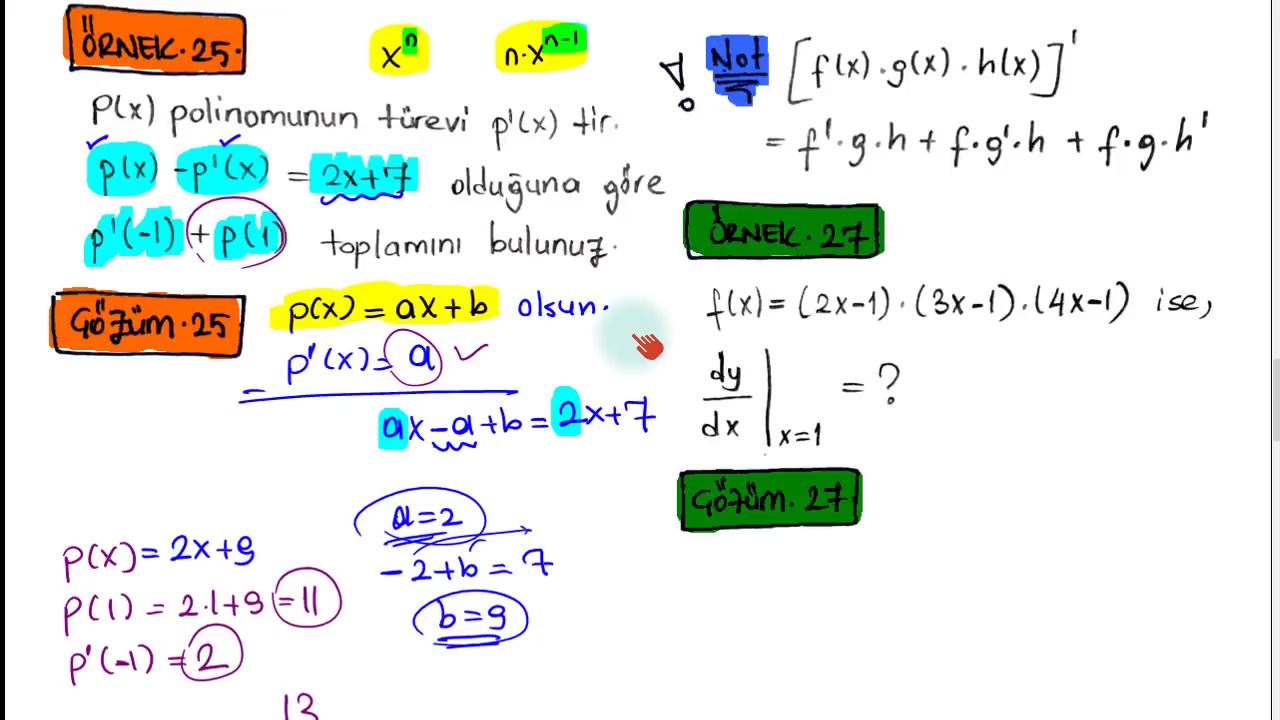 ÖRNEK.25.
xⁿ n·xⁿ⁻¹
P(x) polinomunun türevi p'(x) tir.
p(x) - p'(x) = 2x+7 olduğuna göre
p'(-1) + p(1) toplamını bulunuz.
ÇÖZÜM.25
p(x) = ax+b olsun.
p'(x) = a
ax-a+b = 2x+7
a=2
-2+b = 7
b=9
p(x) = 2x+9
p(1) = 2.1+9 = 11
p'(-1) = 2
13
! Not [f(x)·g(x)·h(x)]'
= f'·g·h + f·g'·h + f·g·h'
ÖRNEK.27
f(x) = (2x-1)·(3x-1)·(4x-1) ise,
dy/dx |x=1 = ?
ÇÖZÜM.27